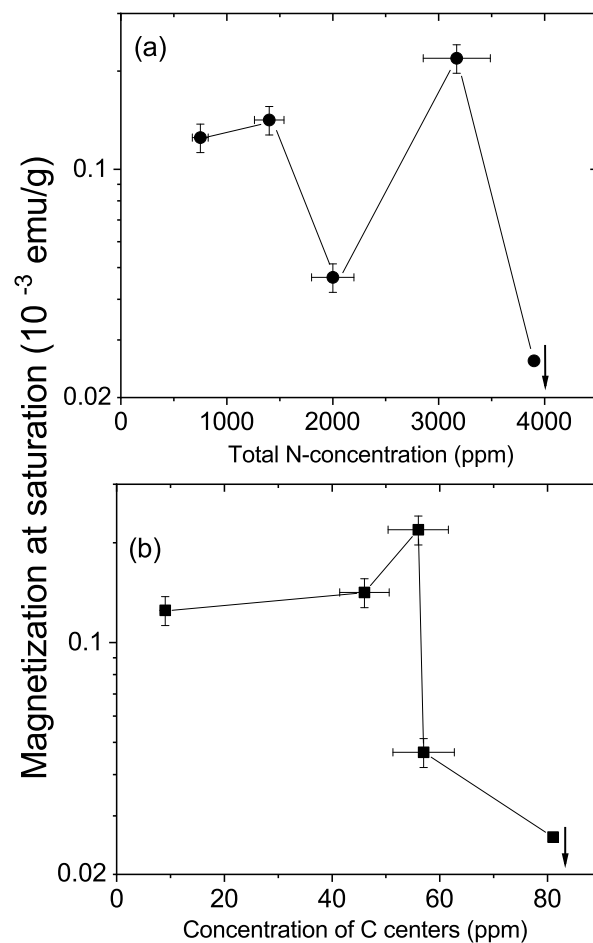 Magnetization at saturation (10 -3 emu/g)
(a)
0.1
0.02
0 1000 2000 3000 4000
Total N-concentration (ppm)
(b)
0.1
0.02
0 20 40 60 80
Concentration of C centers (ppm)